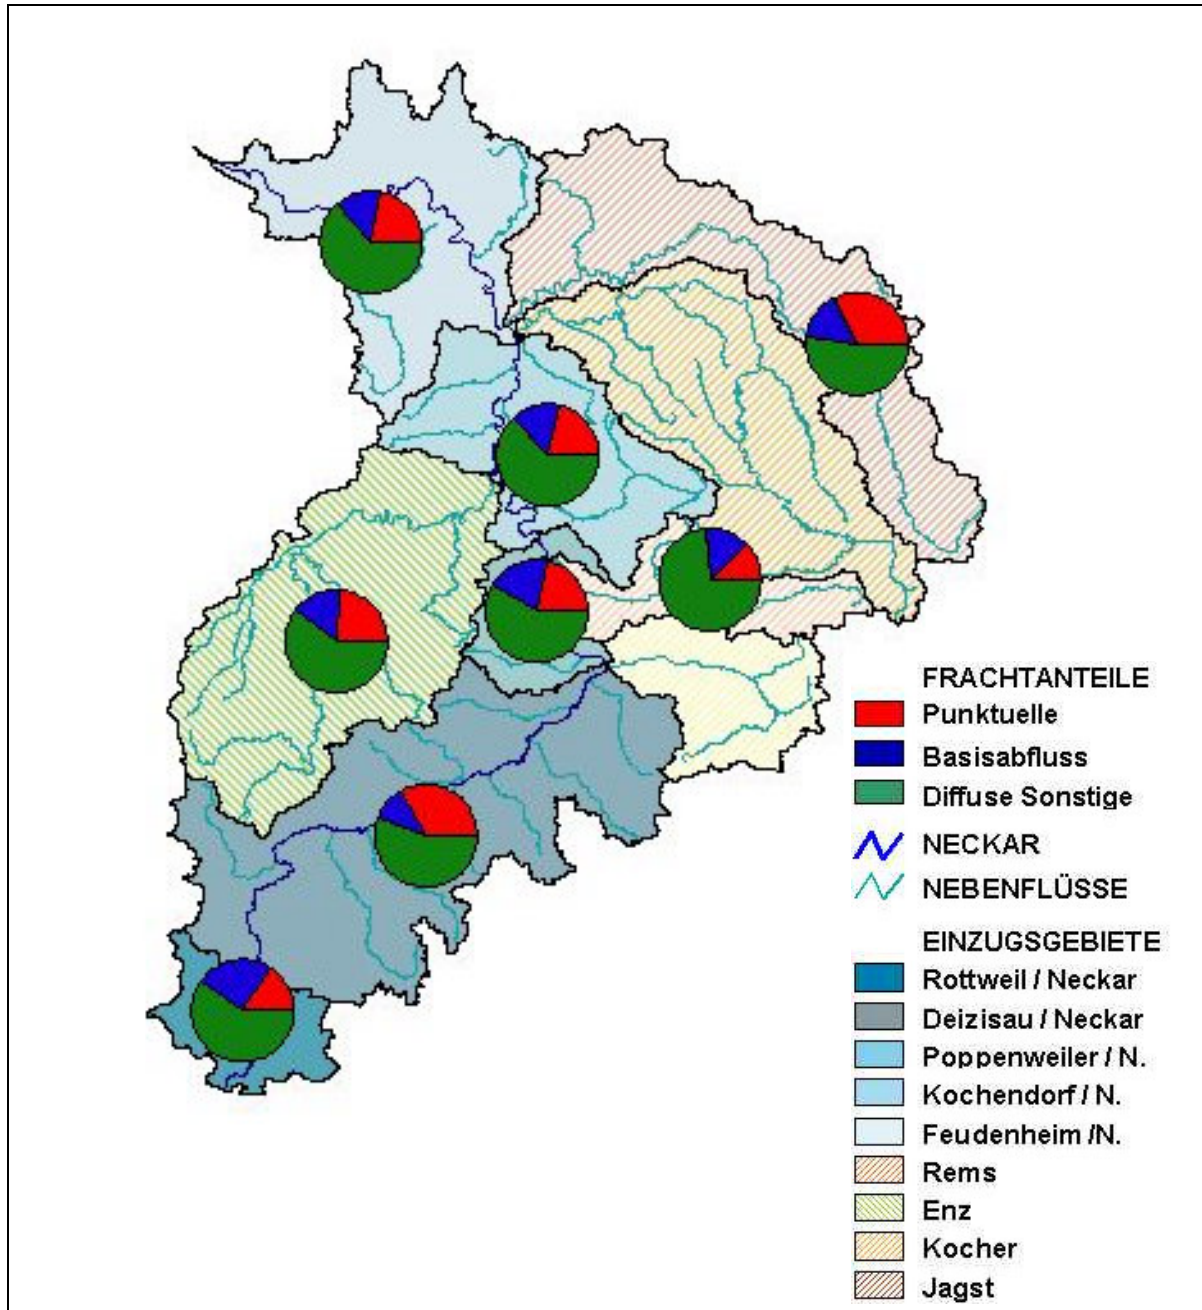 FRACHTANTEILE
Punktuelle
Basisabfluss
Diffuse Sonstige
NECKAR
NEBENFLÜSSE
EINZUGSGEBIETE
Rottweil / Neckar
Deizisau / Neckar
Poppenweiler / N.
Kochendorf / N.
Feudenheim /N.
Rems
Enz
Kocher
Jagst